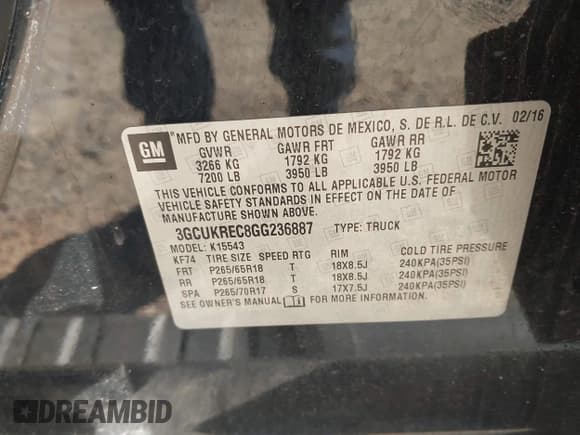 GM
MFD BY GENERAL MOTORS DE MEXICO, S. DE R.L. DE C.V. 02/16
GVWR GAWR FRT GAWR RR
3266 KG 1792 KG 1792 KG
7200 LB 3950 LB 3950 LB
THIS VEHICLE CONFORMS TO ALL APPLICABLE U.S. FEDERAL MOTOR
VEHICLE SAFETY STANDARDS IN EFFECT ON THE DATE OF
MANUFACTURE SHOWN ABOVE.
3GCUKREC8GG236887 TYPE: TRUCK
MODEL: K15543
KF74 TIRE SIZE SPEED RTG RIM COLD TIRE PRESSURE
FRT P265/65R18 T 18X8.5J 240KPA(35PSI)
RR P265/65R18 T 18X8.5J 240KPA(35PSI)
SPA P265/70R17 S 17X7.5J 240KPA(35PSI)
SEE OWNER'S MANUAL FOR MORE INFORMATION
DREAMBID